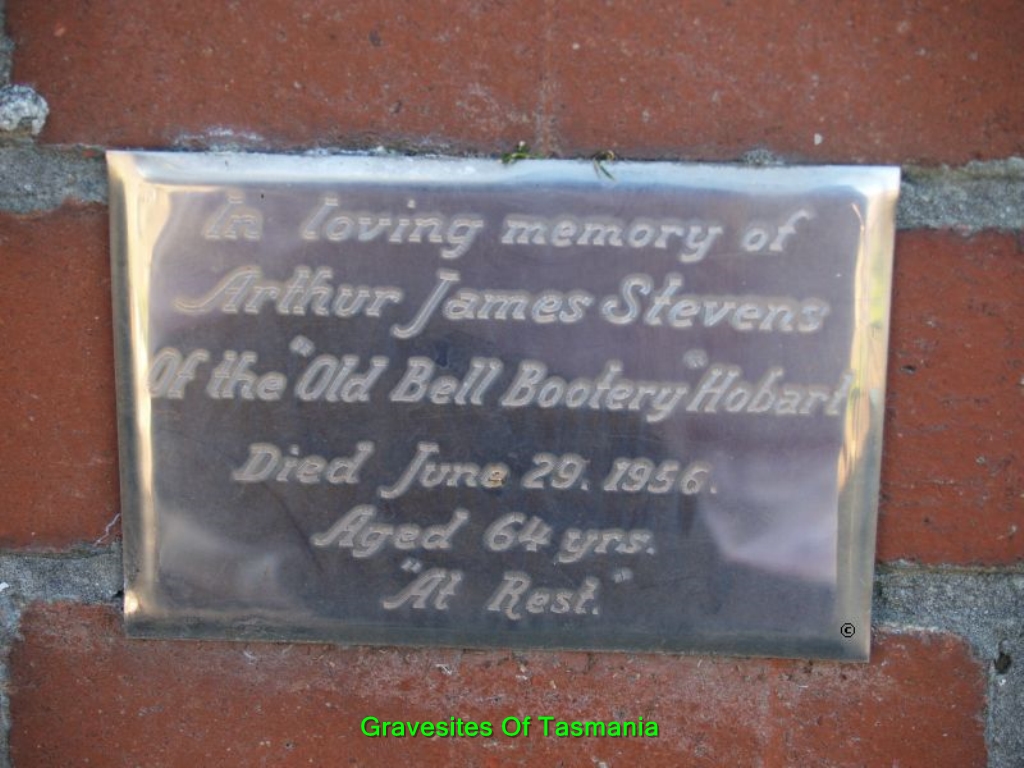 In loving memory of
Arthur James Stevens
Of the "Old Bell Bootery" Hobart
Died June 29. 1956.
Aged 64 yrs.
"At Rest."
©
Gravesites Of Tasmania